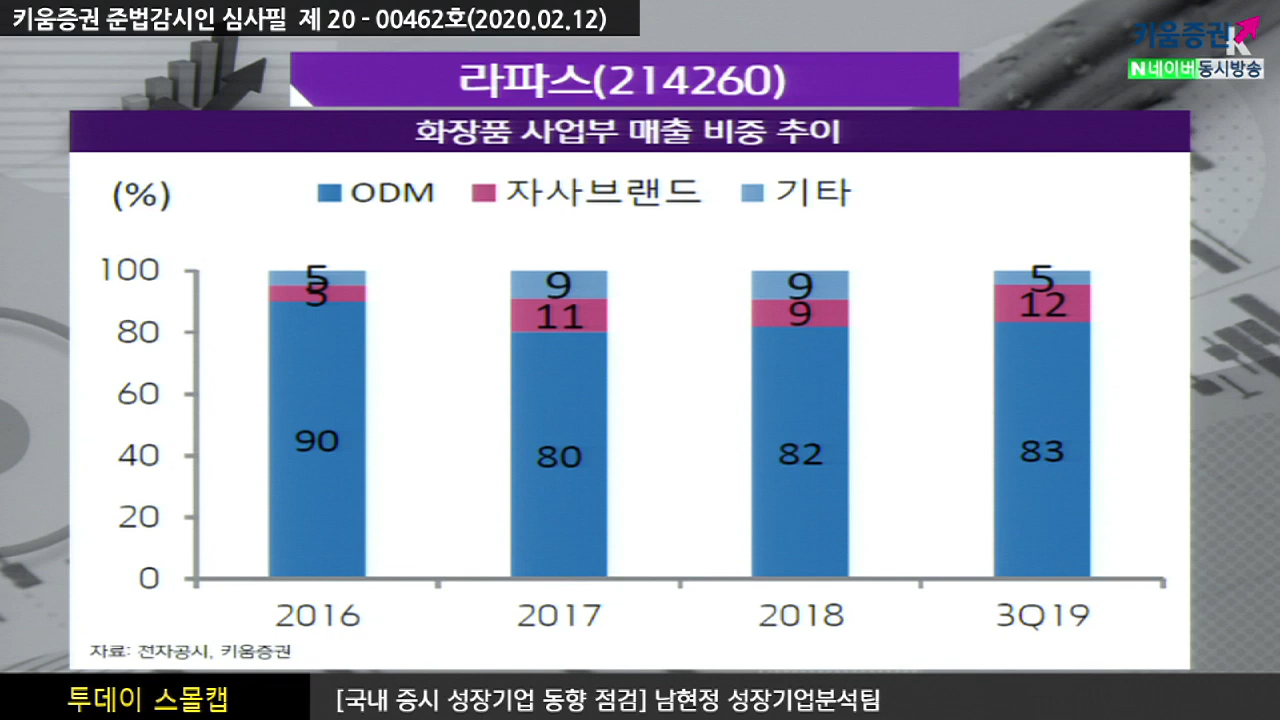 키움증권 준법감시인 심사필 제 20 - 00462호(2020.02.12)
키움증권
N 네이버 동시방송
라파스(214260)
화장품 사업부 매출 비중 추이
(%) ODM 자사브랜드 기타
100 5 9 9 5
5 11 9 12
80
60
90 80 82 83
40
20
0
2016 2017 2018 3Q19
자료: 전자공시, 키움증권
투데이 스몰캡 [국내 증시 성장기업 동향 점검] 남현정 성장기업분석팀